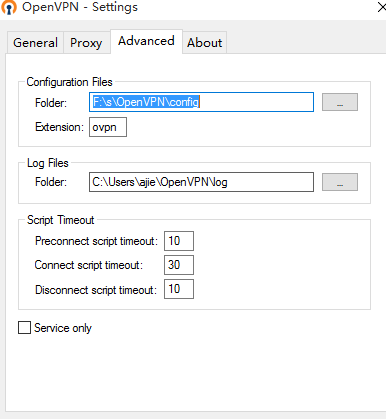 OpenVPN - Settings
General Proxy Advanced About
Configuration Files
Folder: F:\s\OpenVPN\config ...
Extension: ovpn
Log Files
Folder: C:\Users\ajie\OpenVPN\log ...
Script Timeout
Preconnect script timeout: 10
Connect script timeout: 30
Disconnect script timeout: 10
Service only